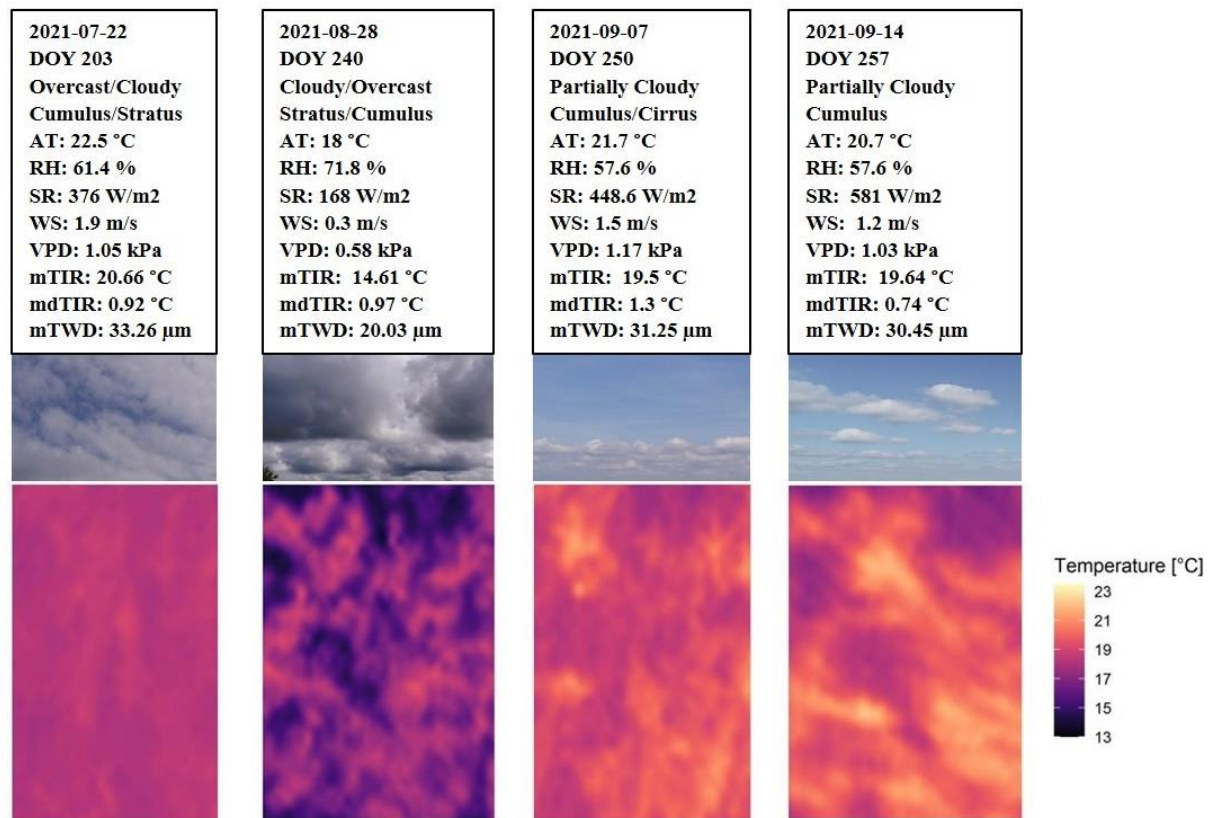 2021-07-22
DOY 203
Overcast/Cloudy
Cumulus/Stratus
AT: 22.5 °C
RH: 61.4 %
SR: 376 W/m2
WS: 1.9 m/s
VPD: 1.05 kPa
mTIR: 20.66 °C
mdTIR: 0.92 °C
mTWD: 33.26 μm
2021-08-28
DOY 240
Cloudy/Overcast
Stratus/Cumulus
AT: 18 °C
RH: 71.8 %
SR: 168 W/m2
WS: 0.3 m/s
VPD: 0.58 kPa
mTIR: 14.61 °C
mdTIR: 0.97 °C
mTWD: 20.03 μm
2021-09-07
DOY 250
Partially Cloudy
Cumulus/Cirrus
AT: 21.7 °C
RH: 57.6 %
SR: 448.6 W/m2
WS: 1.5 m/s
VPD: 1.17 kPa
mTIR: 19.5 °C
mdTIR: 1.3 °C
mTWD: 31.25 μm
2021-09-14
DOY 257
Partially Cloudy
Cumulus
AT: 20.7 °C
RH: 57.6 %
SR: 581 W/m2
WS: 1.2 m/s
VPD: 1.03 kPa
mTIR: 19.64 °C
mdTIR: 0.74 °C
mTWD: 30.45 μm
Temperature [°C]
23
21
19
17
15
13